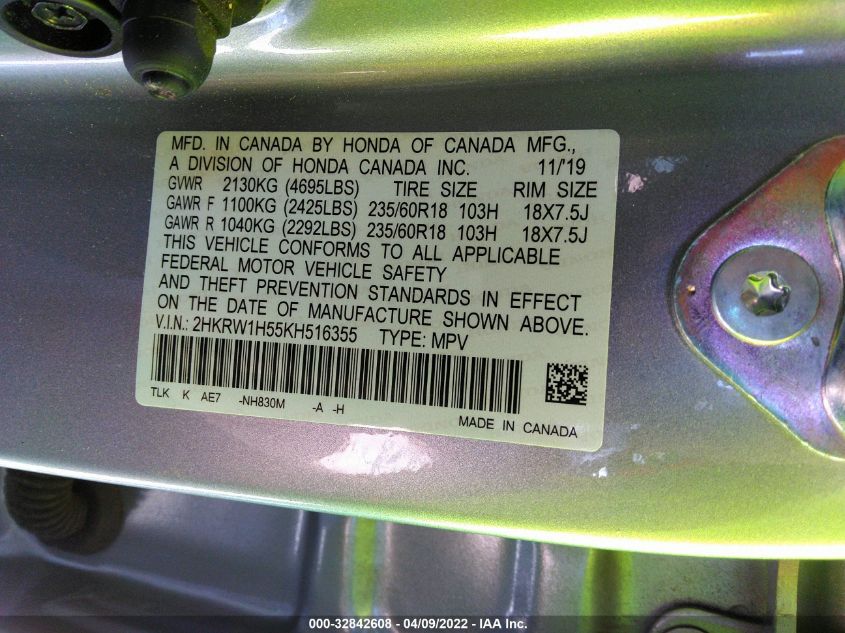 MFD. IN CANADA BY HONDA OF CANADA MFG.,
A DIVISION OF HONDA CANADA INC. 11/'19
GVWR 2130KG (4695LBS) TIRE SIZE RIM SIZE
GAWR F 1100KG (2425LBS) 235/60R18 103H 18X7.5J
GAWR R 1040KG (2292LBS) 235/60R18 103H 18X7.5J
THIS VEHICLE CONFORMS TO ALL APPLICABLE
FEDERAL MOTOR VEHICLE SAFETY
AND THEFT PREVENTION STANDARDS IN EFFECT
ON THE DATE OF MANUFACTURE SHOWN ABOVE.
V.I.N.: 2HKRW1H55KH516355 TYPE: MPV
TLK K AE7 -NH830M -A -H
MADE IN CANADA
000-32842608 - 04/09/2022 - IAA Inc.